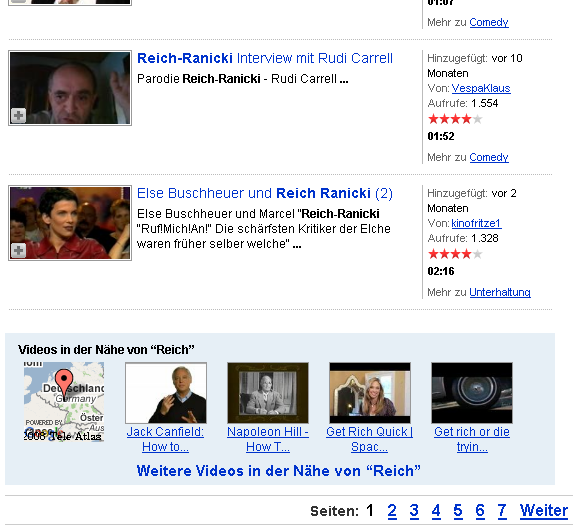 01:07
Mehr zu Comedy
Reich-Ranicki Interview mit Rudi Carrell
Parodie Reich-Ranicki - Rudi Carrell ...
Hinzugefügt: vor 10
Monaten
Von: VespaKlaus
Aufrufe: 1.554
01:52
Mehr zu Comedy
Else Buschheuer und Reich Ranicki (2)
Else Buschheuer und Marcel "Reich-Ranicki
"Ruf!Mich!An!" Die schärfsten Kritiker der Elche
waren früher selber welche" ...
Hinzugefügt: vor 2
Monaten
Von: kinofritze1
Aufrufe: 1.328
02:16
Mehr zu Unterhaltung
Videos in der Nähe von “Reich”
Deutschland
Germany
Öster
Aus
POWERED BY
2008 Tele Atlas
Jack Canfield:
How to...
Napoleon Hill -
How T...
Get Rich Quick |
Spac...
Get rich or die
tryin...
Weitere Videos in der Nähe von “Reich”
Seiten: 1 2 3 4 5 6 7 Weiter